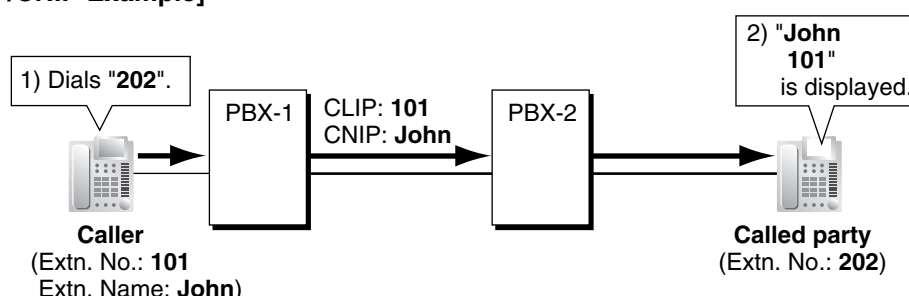 Example]
1) Dials "202".
PBX-1
CLIP: 101
CNIP: John
PBX-2
2) "John
101"
is displayed.
Caller
(Extn. No.: 101
Extn. Name: John)
Called party
(Extn. No.: 202)